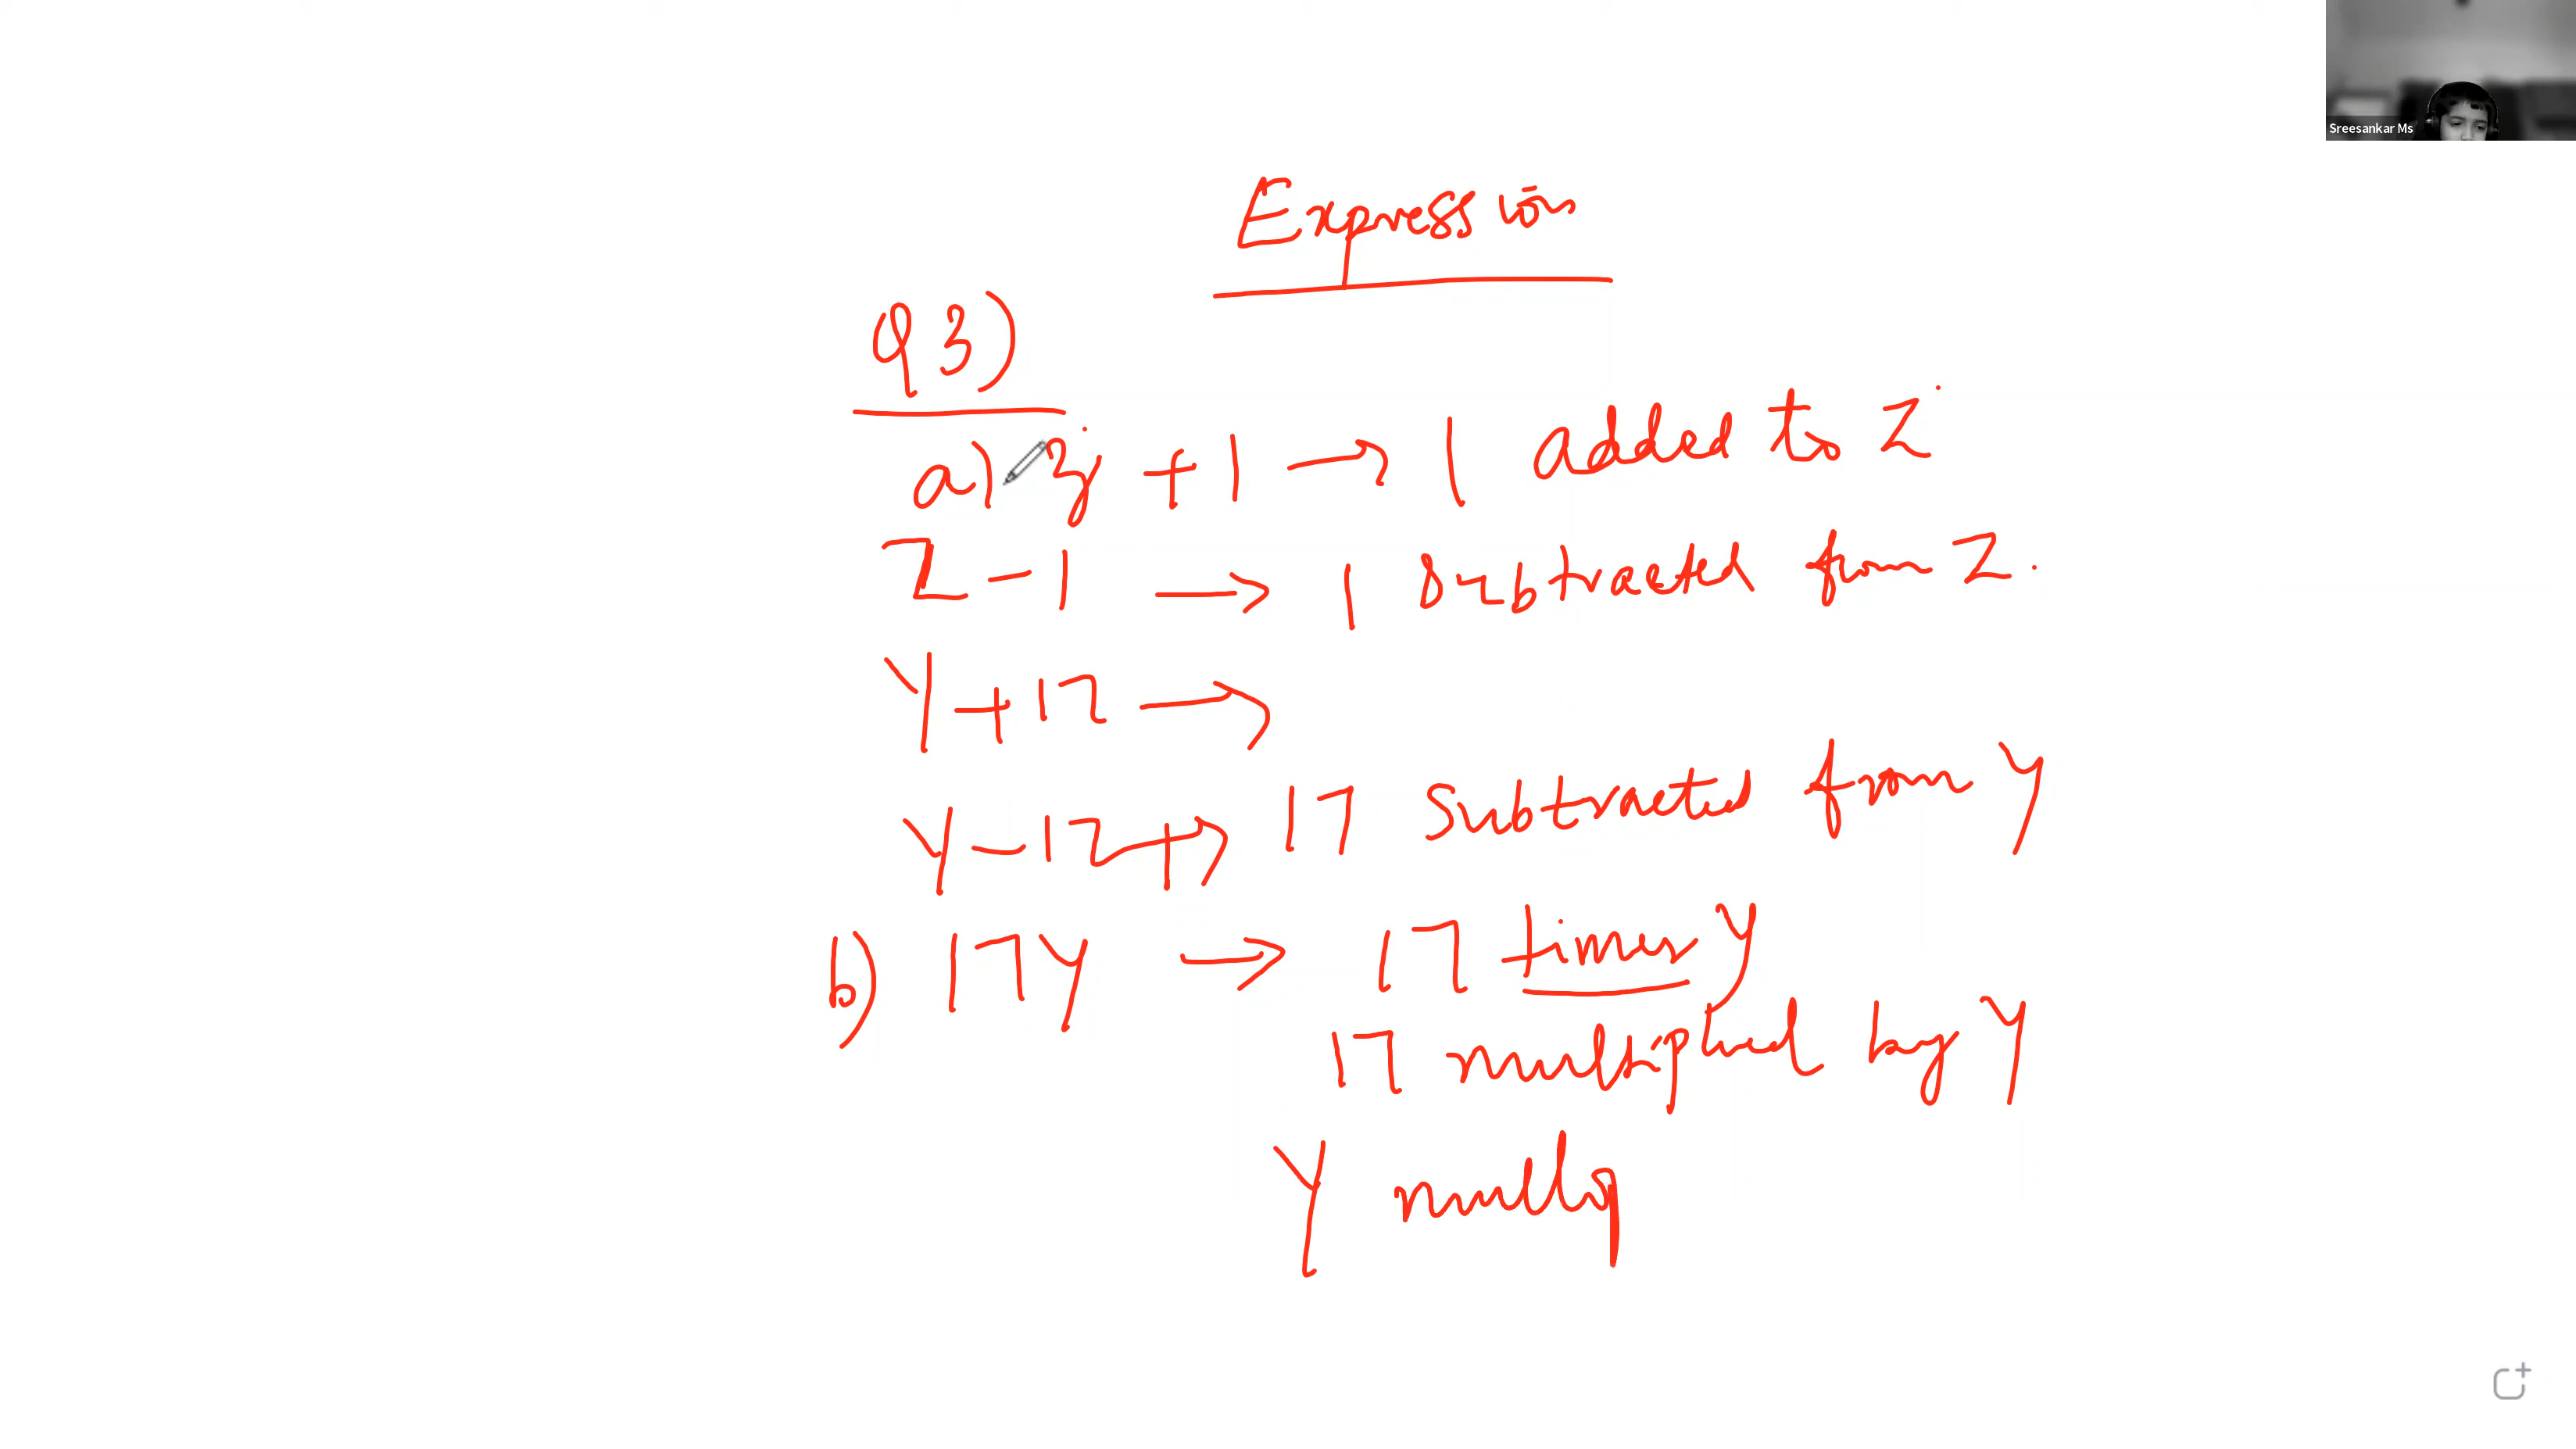 Sreesankar Ms
Expression
Q3)
a) z + 1 → 1 added to Z
Z - 1 → 1 subtracted from Z.
Y + 17 →
Y - 17 → 17 subtracted from Y
b) 17Y → 17 times Y
17 multiplied by Y
Y